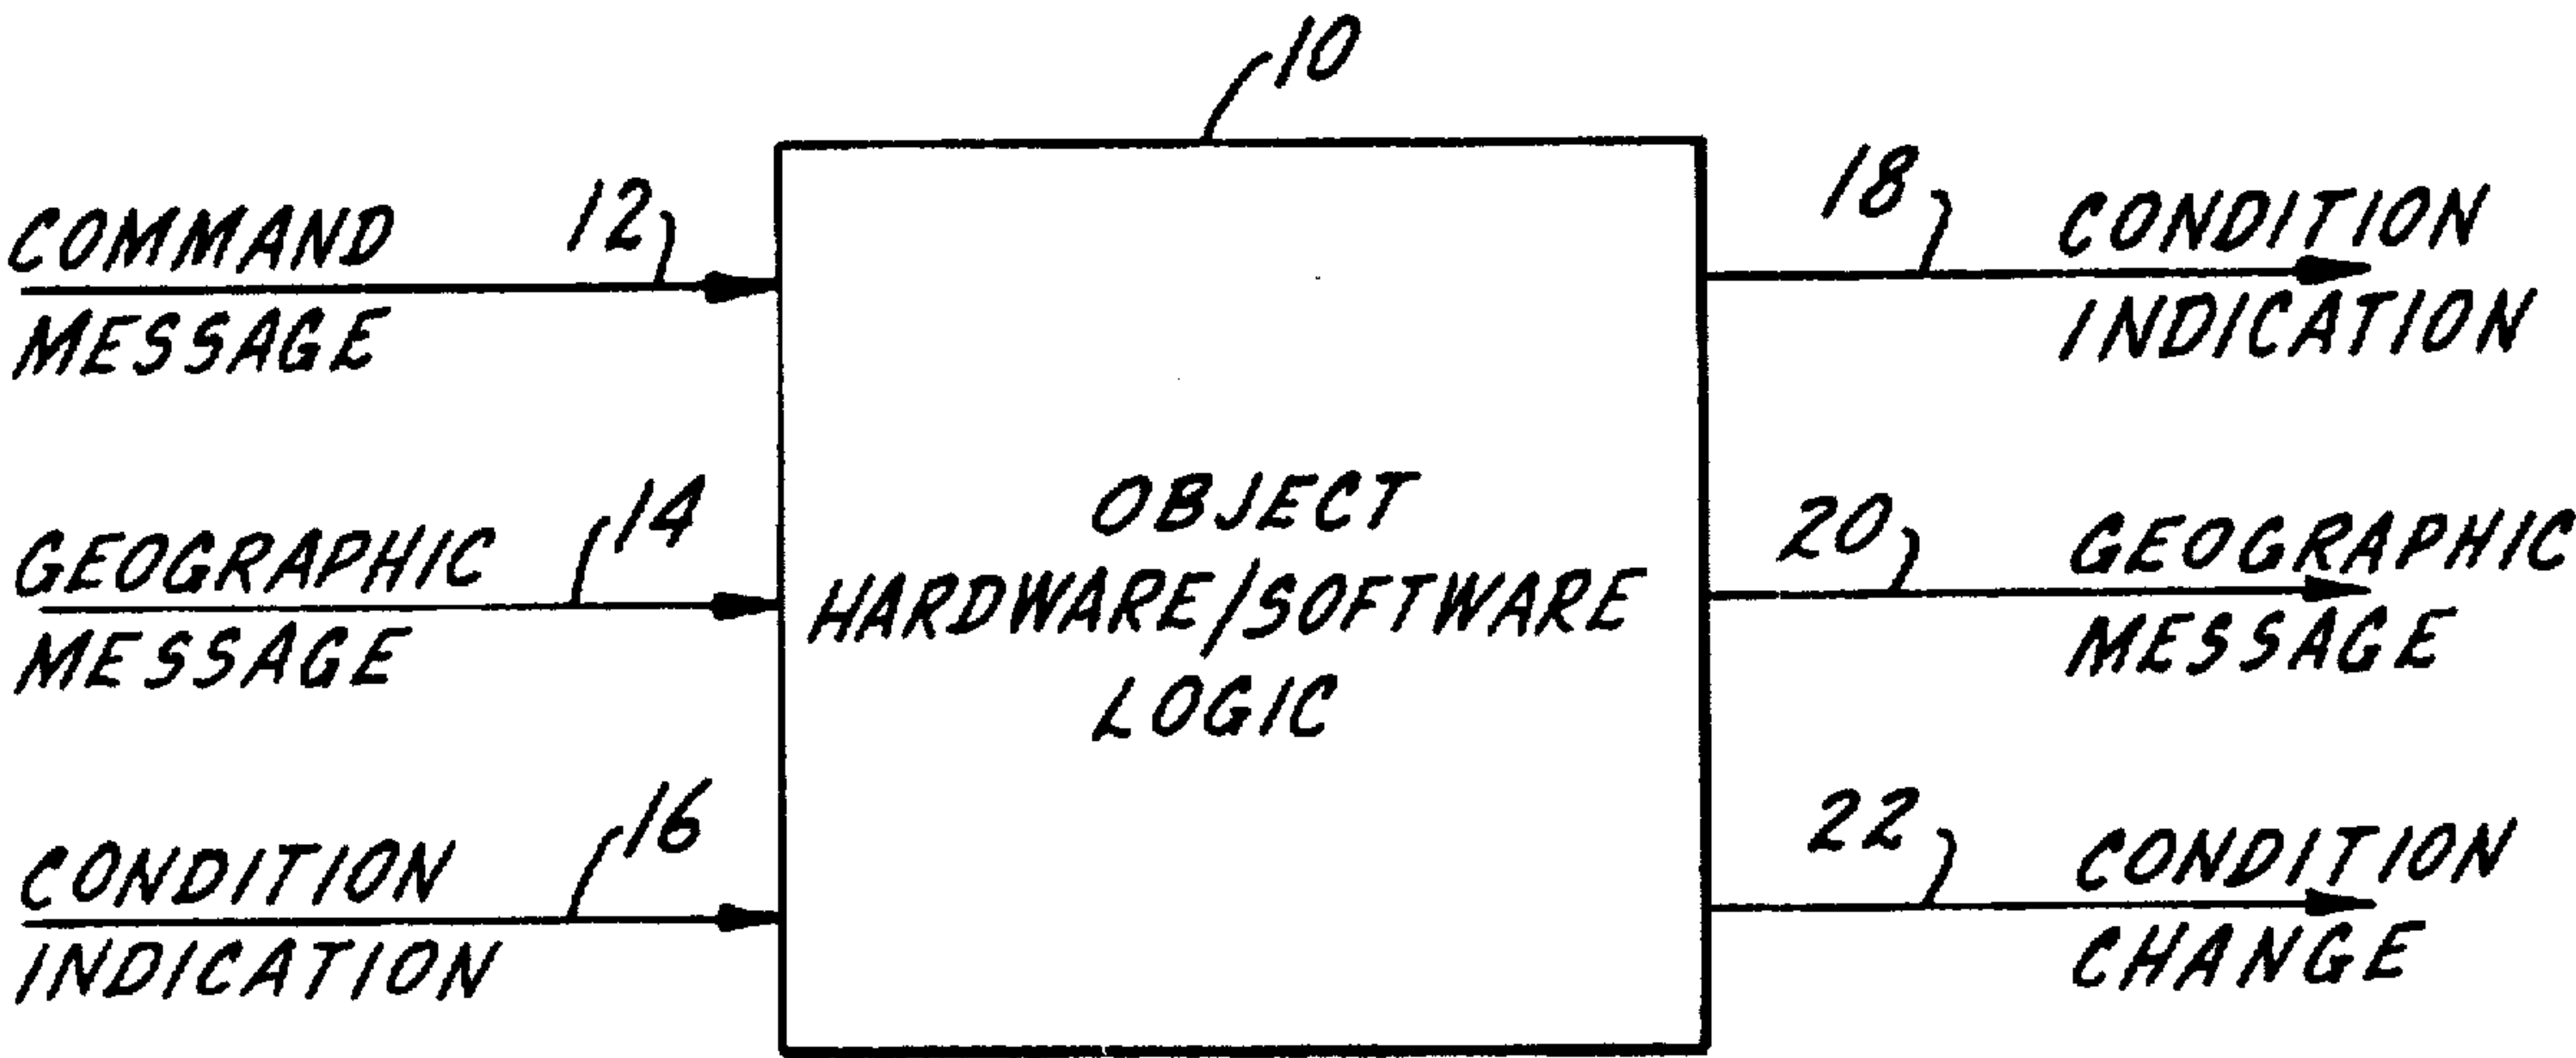 10
COMMAND
MESSAGE
12
GEOGRAPHIC
MESSAGE
14
CONDITION
INDICATION
16
OBJECT
HARDWARE/SOFTWARE
LOGIC
18
CONDITION
INDICATION
20
GEOGRAPHIC
MESSAGE
22
CONDITION
CHANGE